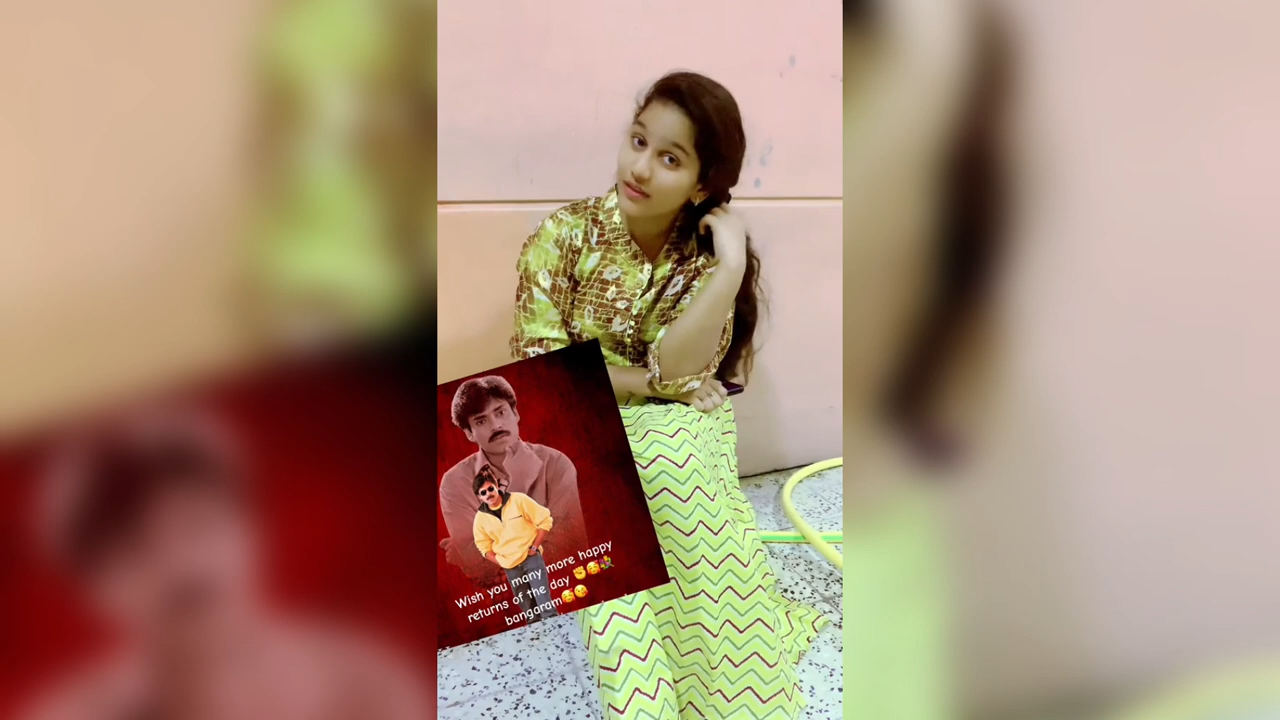 Wish you many more happy
returns of the day ✊🥰💐
bangaram🥰😘